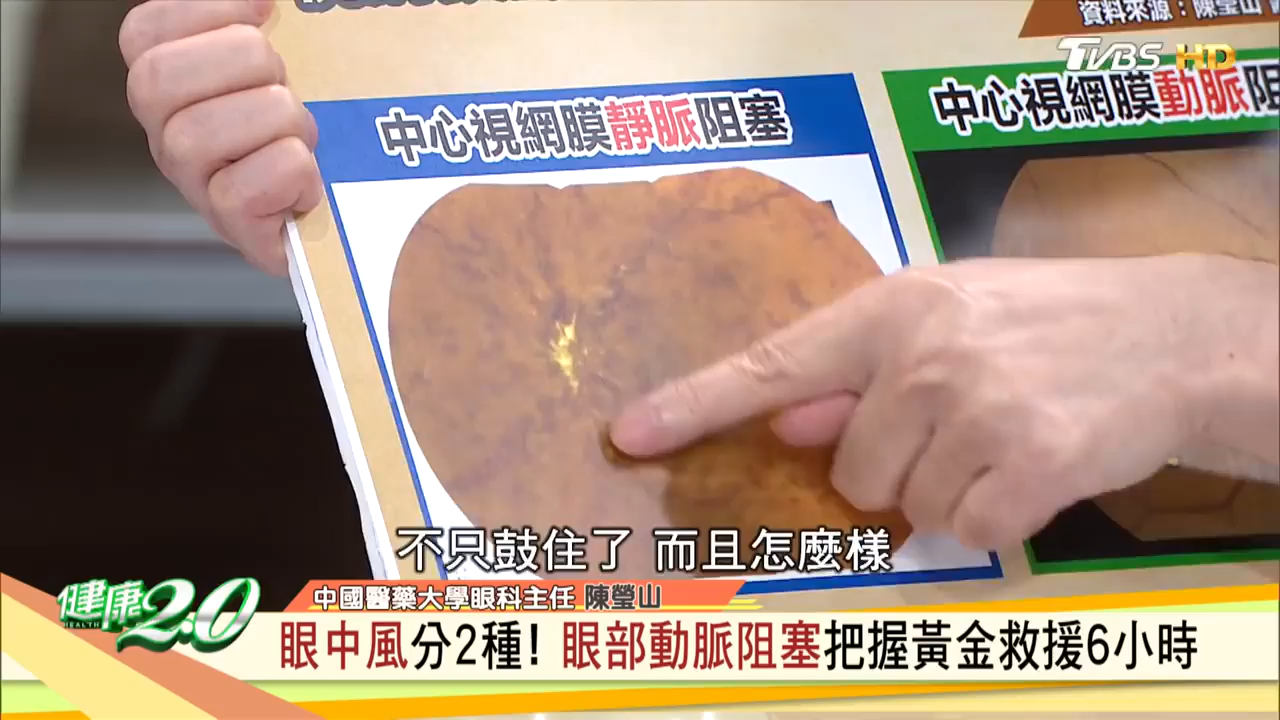 資料來源：陳瑩山
TVBS HD
中心視網膜靜脈阻塞
中心視網膜動脈阻
不只鼓住了 而且怎麼樣
健康2.0
HEALTH
中國醫藥大學眼科主任 陳瑩山
眼中風分2種！眼部動脈阻塞把握黃金救援6小時